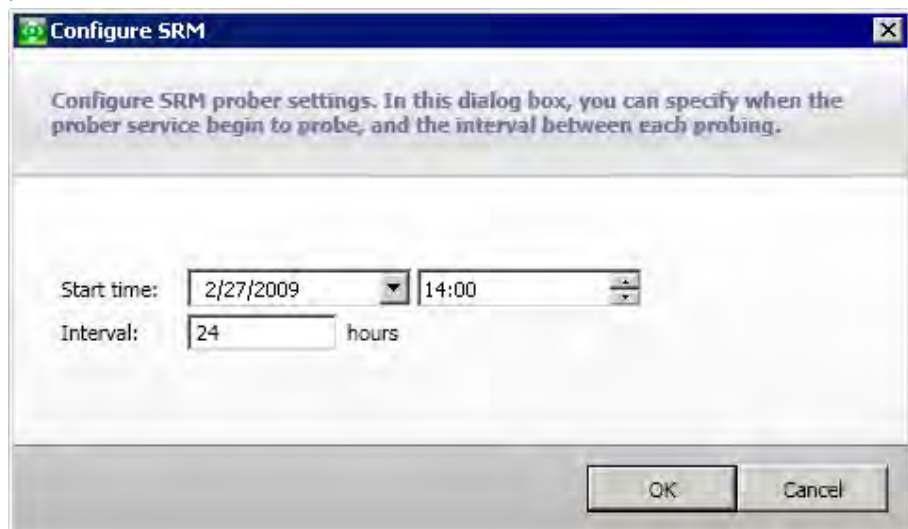 Configure SRM
Configure SRM prober settings. In this dialog box, you can specify when the
prober service begin to probe, and the interval between each probing.
Start time: 2/27/2009 14:00
Interval: 24 hours
OK Cancel